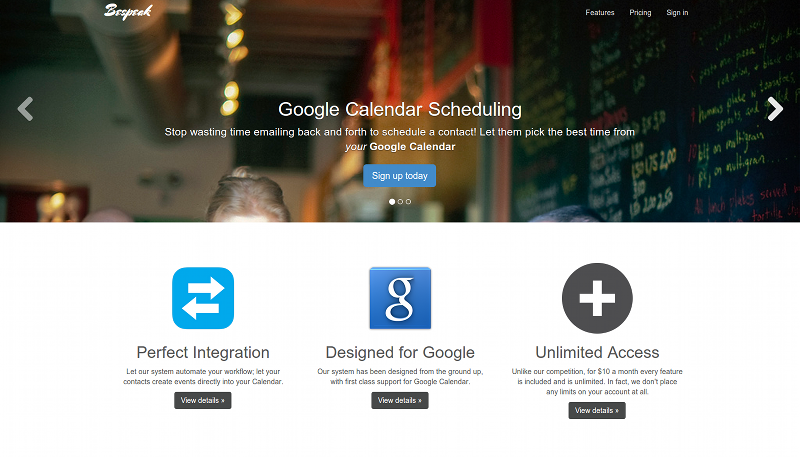 Bespeak
Features Pricing Sign in
Google Calendar Scheduling
Stop wasting time emailing back and forth to schedule a contact! Let them pick the best time from
your Google Calendar
Sign up today
g
Perfect Integration
Let our system automate your workflow; let your
contacts create events directly into your Calendar.
View details »
Designed for Google
Our system has been designed from the ground up,
with first class support for Google Calendar.
View details »
Unlimited Access
Unlike our competition, for $10 a month every feature
is included and is unlimited. In fact, we don't place
any limits on your account at all.
View details »